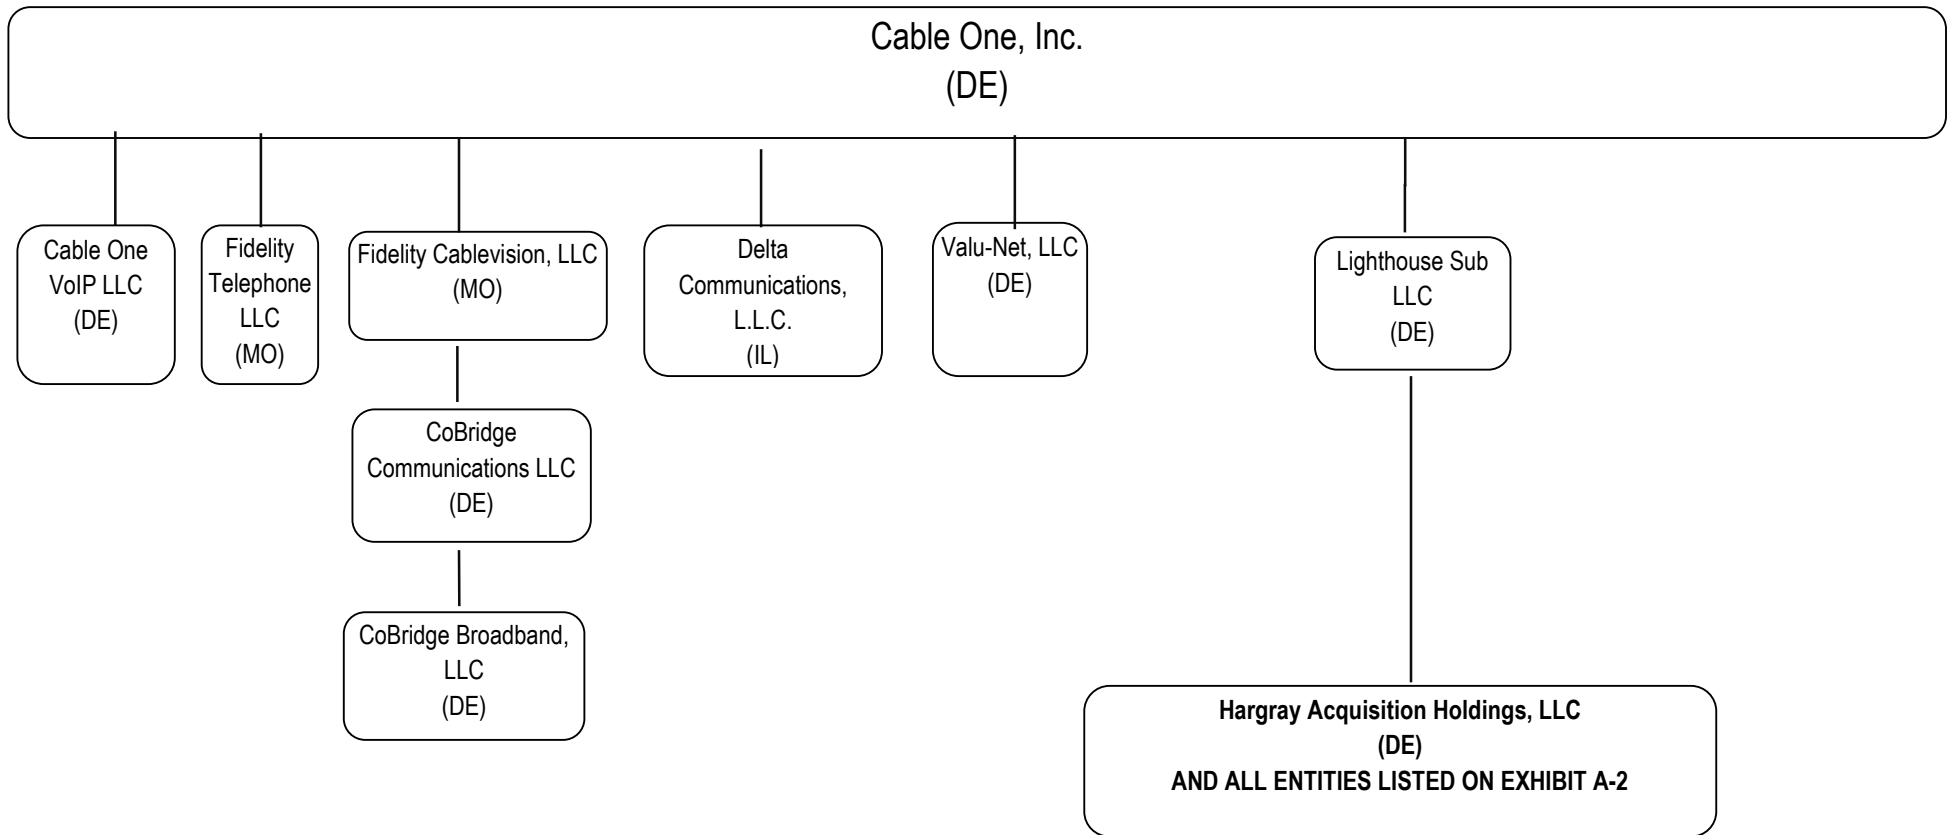 Cable One, Inc.
(DE)
Cable One
VoIP LLC
(DE)
Fidelity
Telephone
LLC
(MO)
Fidelity Cablevision, LLC
(MO)
Delta
Communications,
L.L.C.
(IL)
Valu-Net, LLC
(DE)
Lighthouse Sub
LLC
(DE)
CoBridge
Communications LLC
(DE)
CoBridge Broadband,
LLC
(DE)
Hargray Acquisition Holdings, LLC
(DE)
AND ALL ENTITIES LISTED ON EXHIBIT A-2